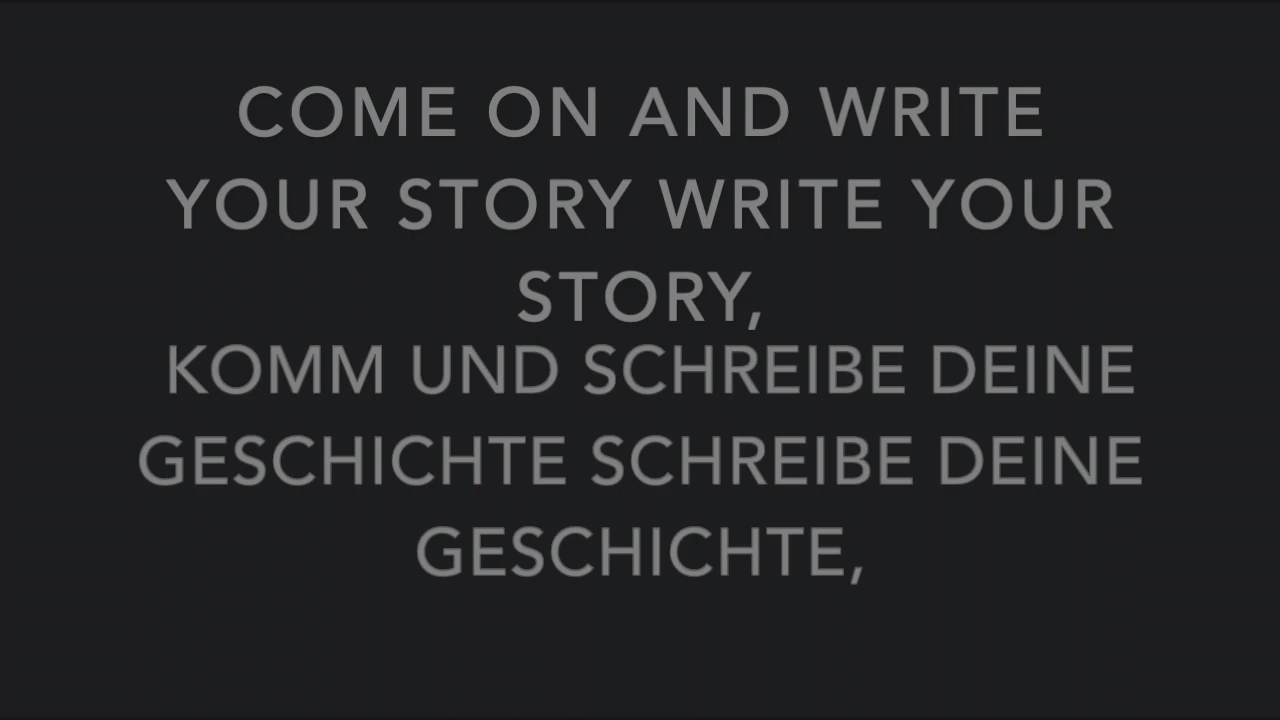 COME ON AND WRITE
YOUR STORY WRITE YOUR
STORY,
KOMM UND SCHREIBE DEINE
GESCHICHTE SCHREIBE DEINE
GESCHICHTE,